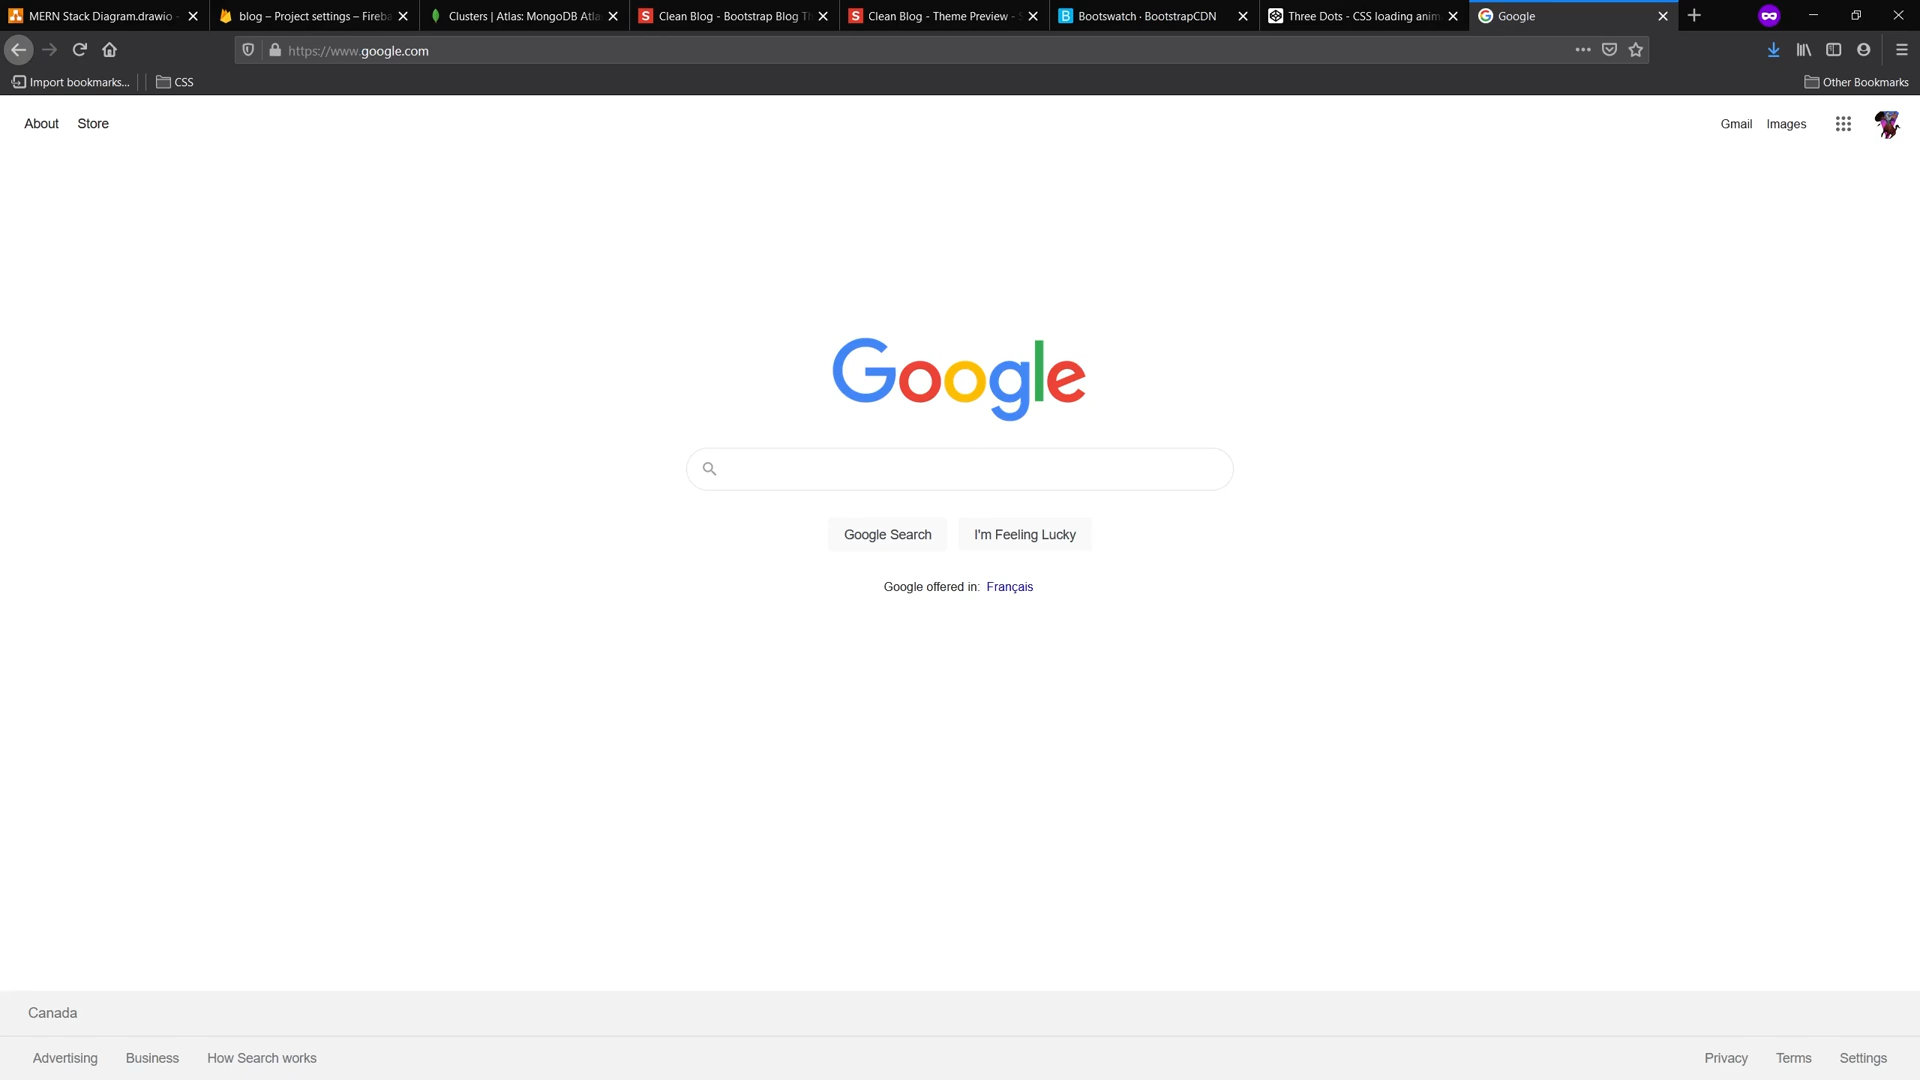 MERN Stack Diagram.drawio -
blog – Project settings – Fireba
Clusters | Atlas: MongoDB Atla
Clean Blog - Bootstrap Blog Th
Clean Blog - Theme Preview - S
Bootswatch · BootstrapCDN
Three Dots - CSS loading anim
Google
https://www.google.com
Import bookmarks...
CSS
Other Bookmarks
About
Store
Gmail
Images
Google
Google Search
I'm Feeling Lucky
Google offered in: Français
Canada
Advertising
Business
How Search works
Privacy
Terms
Settings